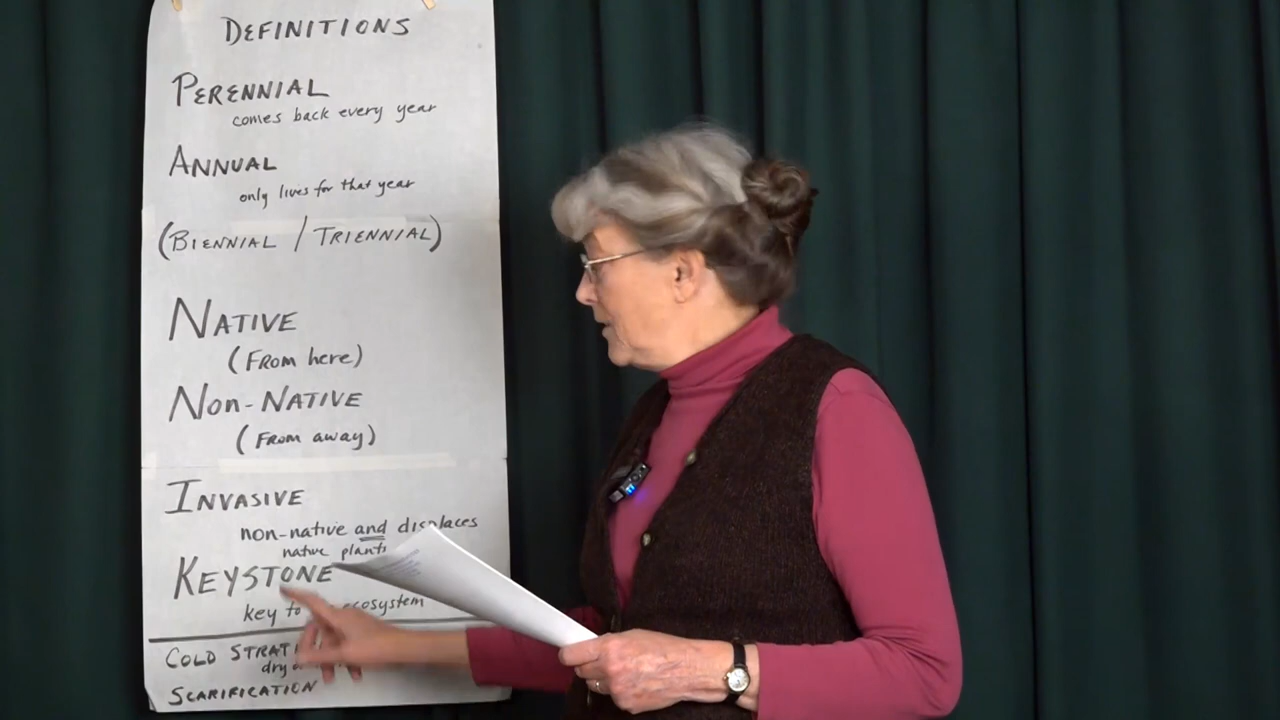 DEFINITIONS
PERENNIAL
comes back every year
ANNUAL
only lives for that year
(BIENNIAL / TRIENNIAL)
NATIVE
(From here)
NON-NATIVE
(From away)
INVASIVE
non-native and displaces
native plants
KEYSTONE
key to ecosystem
COLD
SCARIFICATION